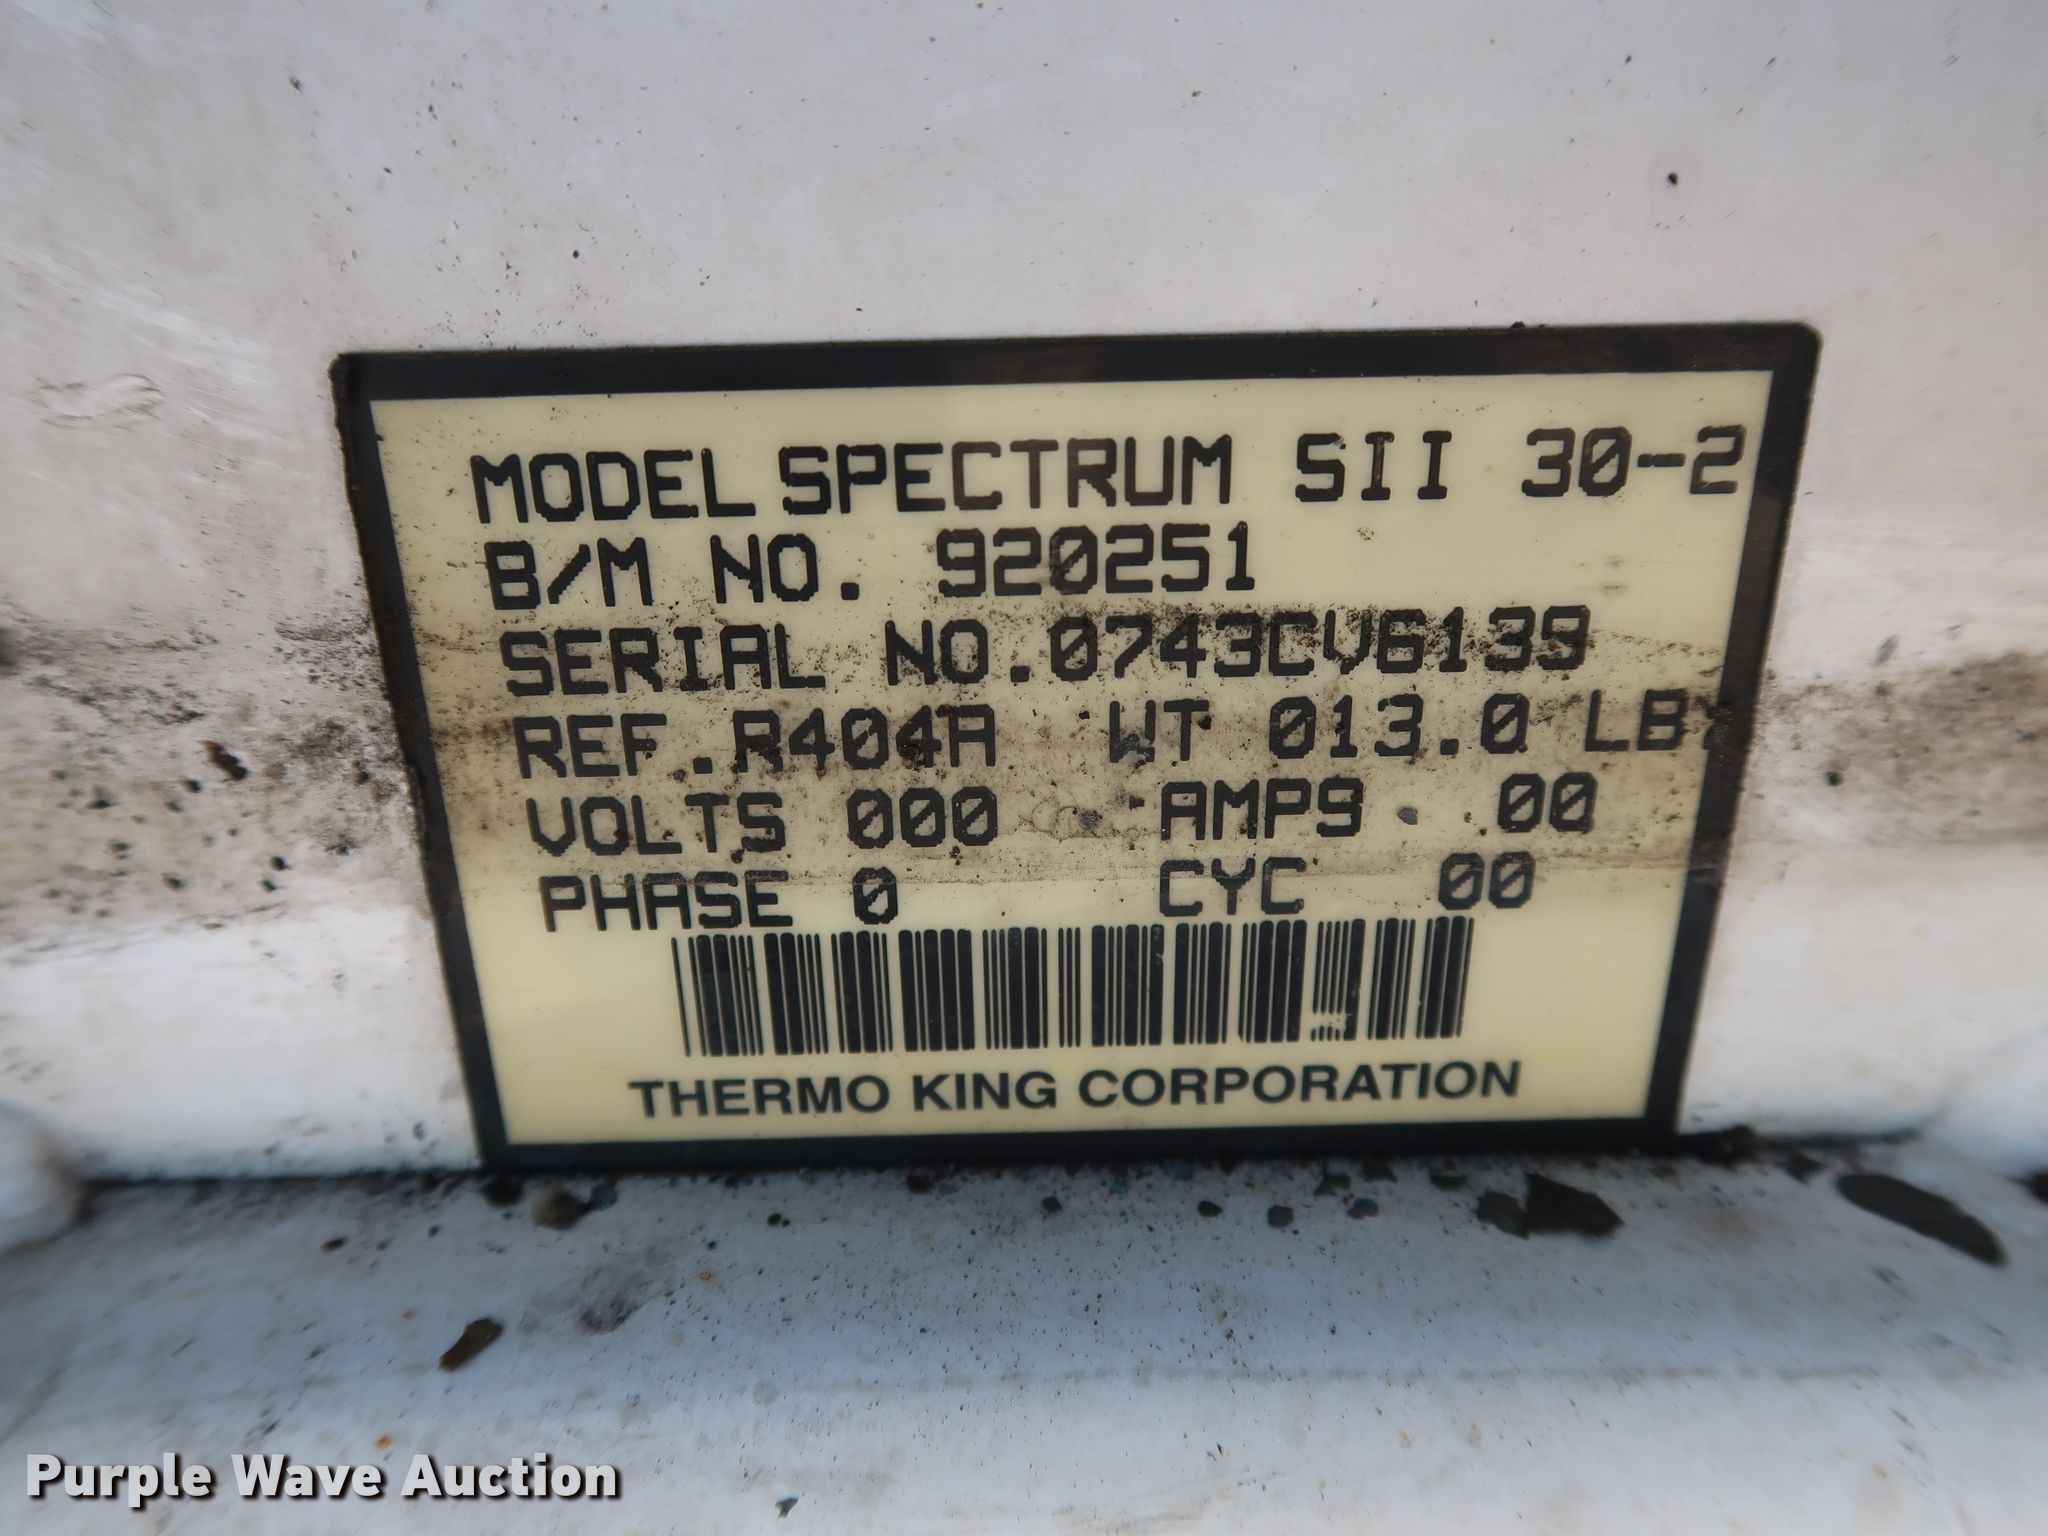 MODEL SPECTRUM SII 30-2
B/M NO. 920251
SERIAL NO.0743CV6139
REF.R404A WT 013.0 LB
VOLTS 000 AMPS 00
PHASE 0 CYC 00
THERMO KING CORPORATION
Purple Wave Auction